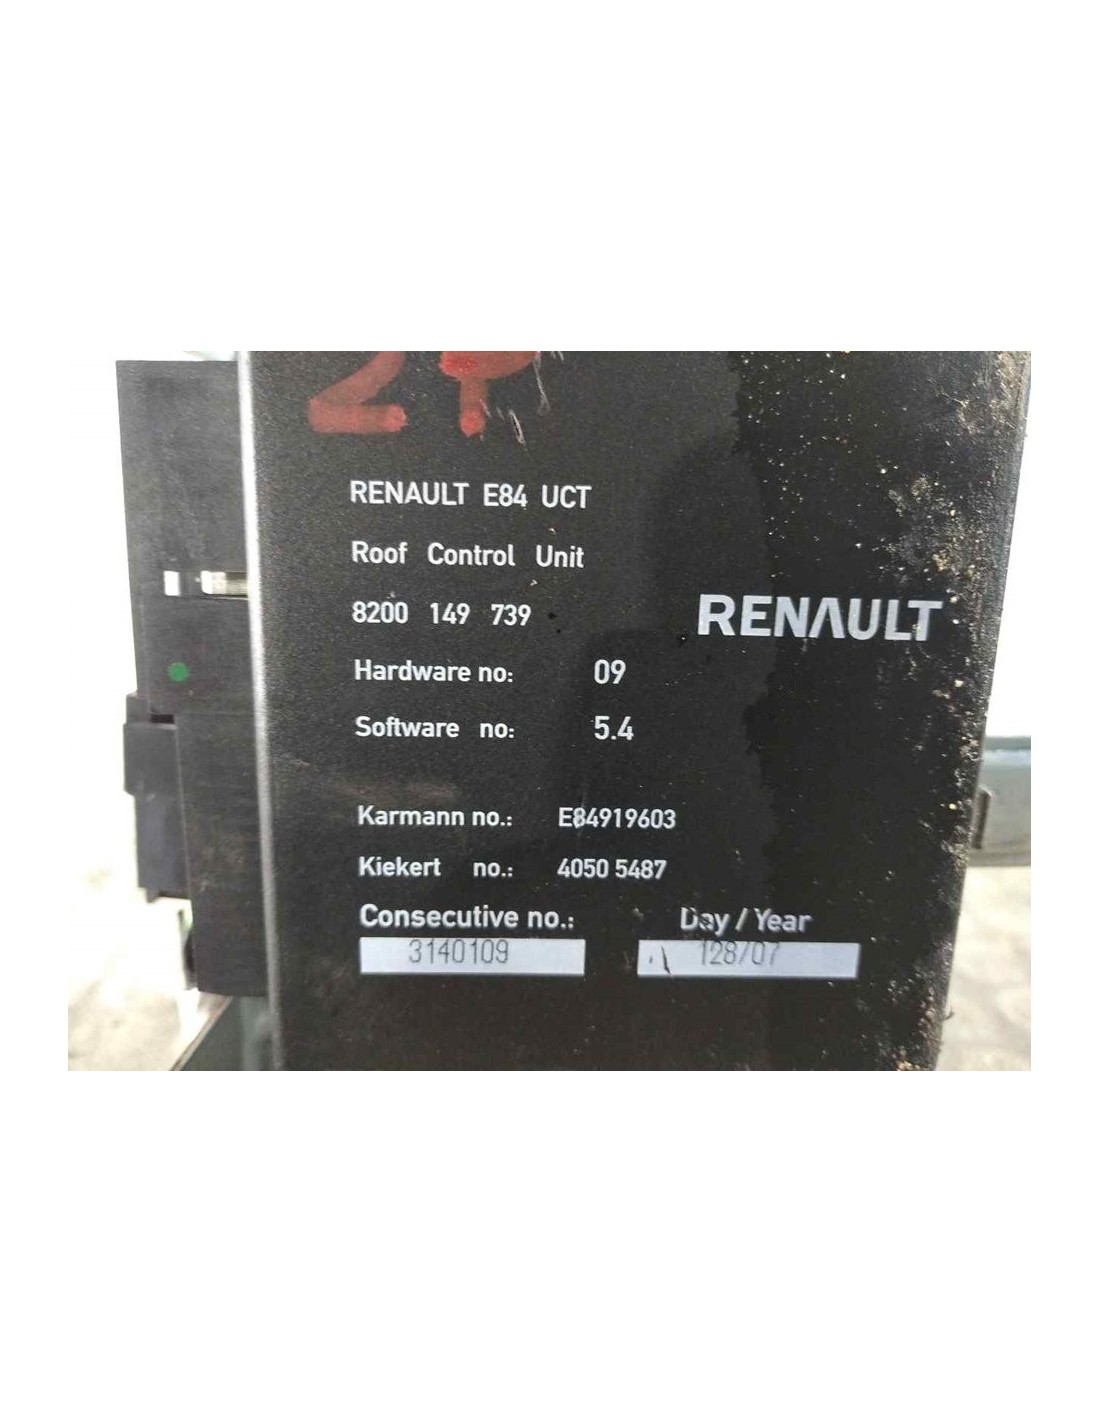 RENAULT E84 UCT
Roof Control Unit
8200 149 739
RENAULT
Hardware no: 09
Software no: 5.4
Karmann no.: E84919603
Kiekert no.: 4050 5487
Consecutive no.: Day / Year
3140109 128/07